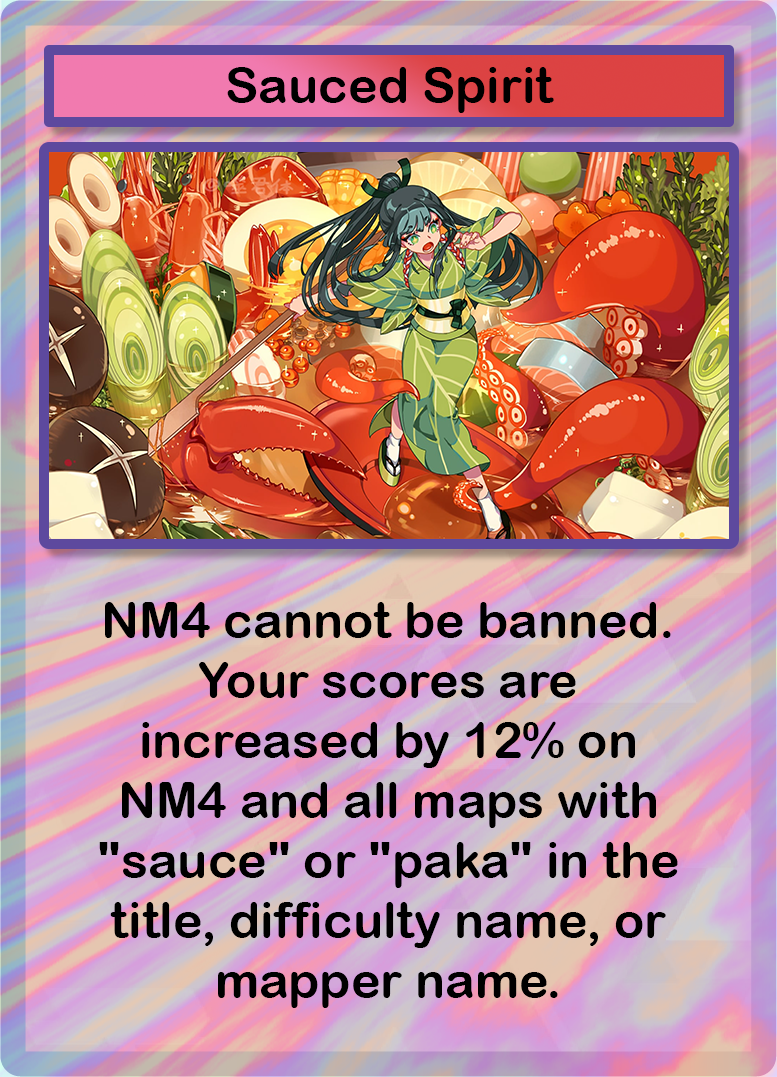 Sauced Spirit
NM4 cannot be banned.
Your scores are
increased by 12% on
NM4 and all maps with
"sauce" or "paka" in the
title, difficulty name, or
mapper name.